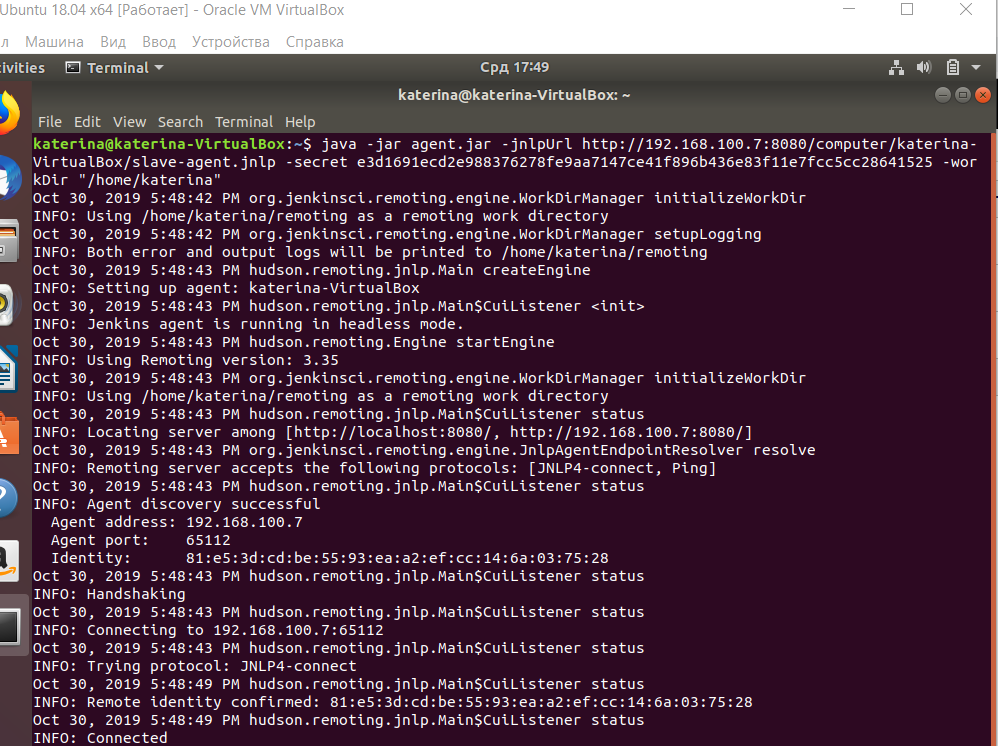 Ubuntu 18.04 x64 [Работает] - Oracle VM VirtualBox
л Машина Вид Ввод Устройства Справка
ivities Terminal Срд 17:49
katerina@katerina-VirtualBox: ~
File Edit View Search Terminal Help
katerina@katerina-VirtualBox:~$ java -jar agent.jar -jnlpUrl http://192.168.100.7:8080/computer/katerina-
VirtualBox/slave-agent.jnlp -secret e3d1691ecd2e988376278fe9aa7147ce41f896b436e83f11e7fcc5cc28641525 -wor
kDir "/home/katerina"
Oct 30, 2019 5:48:42 PM org.jenkinsci.remoting.engine.WorkDirManager initializeWorkDir
INFO: Using /home/katerina/remoting as a remoting work directory
Oct 30, 2019 5:48:42 PM org.jenkinsci.remoting.engine.WorkDirManager setupLogging
INFO: Both error and output logs will be printed to /home/katerina/remoting
Oct 30, 2019 5:48:43 PM hudson.remoting.jnlp.Main createEngine
INFO: Setting up agent: katerina-VirtualBox
Oct 30, 2019 5:48:43 PM hudson.remoting.jnlp.Main$CuiListener <init>
INFO: Jenkins agent is running in headless mode.
Oct 30, 2019 5:48:43 PM hudson.remoting.Engine startEngine
INFO: Using Remoting version: 3.35
Oct 30, 2019 5:48:43 PM org.jenkinsci.remoting.engine.WorkDirManager initializeWorkDir
INFO: Using /home/katerina/remoting as a remoting work directory
Oct 30, 2019 5:48:43 PM hudson.remoting.jnlp.Main$CuiListener status
INFO: Locating server among [http://localhost:8080/, http://192.168.100.7:8080/]
Oct 30, 2019 5:48:43 PM org.jenkinsci.remoting.engine.JnlpAgentEndpointResolver resolve
INFO: Remoting server accepts the following protocols: [JNLP4-connect, Ping]
Oct 30, 2019 5:48:43 PM hudson.remoting.jnlp.Main$CuiListener status
INFO: Agent discovery successful
Agent address: 192.168.100.7
Agent port: 65112
Identity: 81:e5:3d:cd:be:55:93:ea:a2:ef:cc:14:6a:03:75:28
Oct 30, 2019 5:48:43 PM hudson.remoting.jnlp.Main$CuiListener status
INFO: Handshaking
Oct 30, 2019 5:48:43 PM hudson.remoting.jnlp.Main$CuiListener status
INFO: Connecting to 192.168.100.7:65112
Oct 30, 2019 5:48:43 PM hudson.remoting.jnlp.Main$CuiListener status
INFO: Trying protocol: JNLP4-connect
Oct 30, 2019 5:48:49 PM hudson.remoting.jnlp.Main$CuiListener status
INFO: Remote identity confirmed: 81:e5:3d:cd:be:55:93:ea:a2:ef:cc:14:6a:03:75:28
Oct 30, 2019 5:48:49 PM hudson.remoting.jnlp.Main$CuiListener status
INFO: Connected